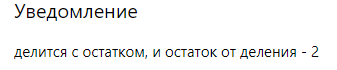 Уведомление
делится с остатком, и остаток от деления - 2